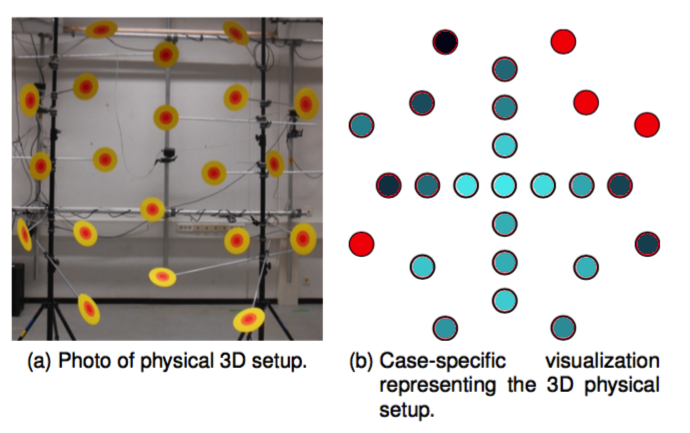 (a) Photo of physical 3D setup.
(b) Case-specific visualization
representing the 3D physical
setup.